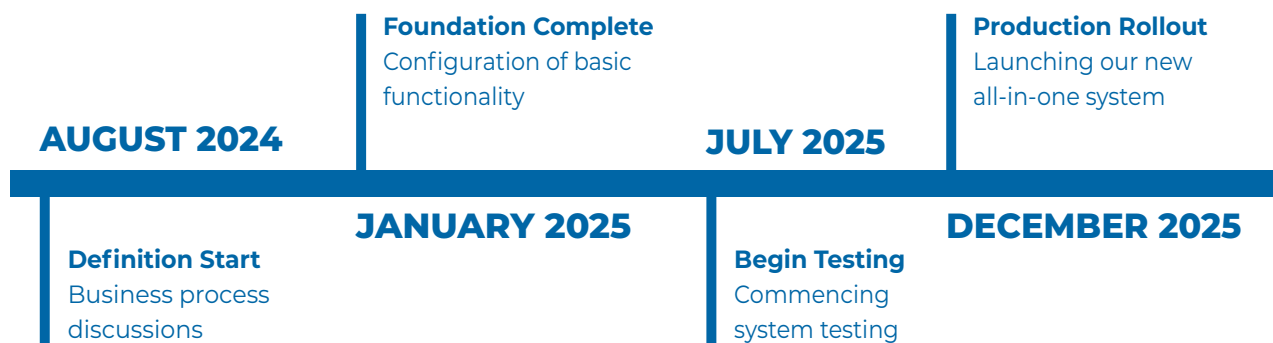 AUGUST 2024
Definition Start
Business process
discussions
Foundation Complete
Configuration of basic
functionality
JANUARY 2025
JULY 2025
Begin Testing
Commencing
system testing
Production Rollout
Launching our new
all-in-one system
DECEMBER 2025